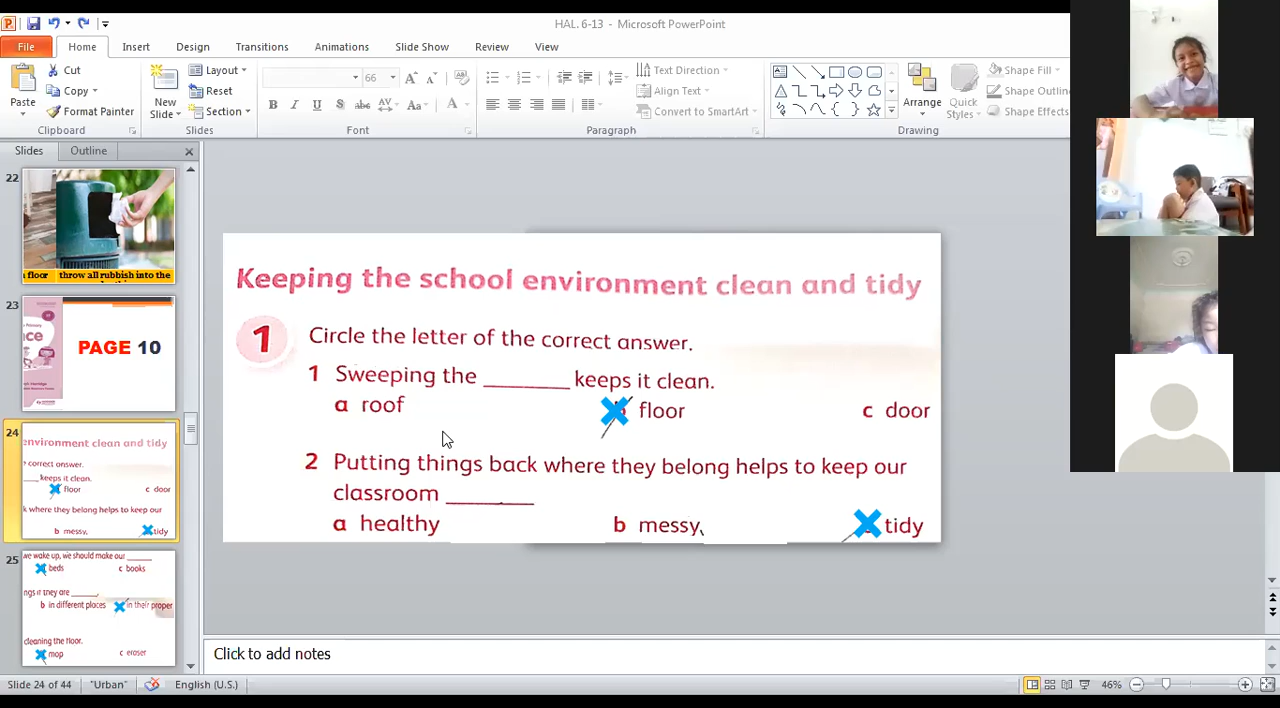 HAL. 6-13 - Microsoft PowerPoint
File Home Insert Design Transitions Animations Slide Show Review View
Cut
Copy
Format Painter
Paste
Clipboard
New Slide
Layout
Reset
Section
Slides
66
B I U S abc AV Aa A
Font
Paragraph
Text Direction
Align Text
Convert to SmartArt
Arrange
Quick Styles
Shape Fill
Shape Outline
Shape Effects
Drawing
Slides Outline
22
floor throw all rubbish into the
23
PAGE 10
24
environment clean and tidy
correct answer.
keeps it clean.
floor c door
k where they belong helps to keep our
b messy, tidy
25
we wake up, we should make our
beds c books
ngs if they are
b in different places in their proper
cleaning the floor.
mop c eraser
Keeping the school environment clean and tidy
1 Circle the letter of the correct answer.
1 Sweeping the ________ keeps it clean.
a roof floor c door
2 Putting things back where they belong helps to keep our
classroom ________
a healthy b messy, tidy
Click to add notes
Slide 24 of 44 "Urban" English (U.S.) 46%